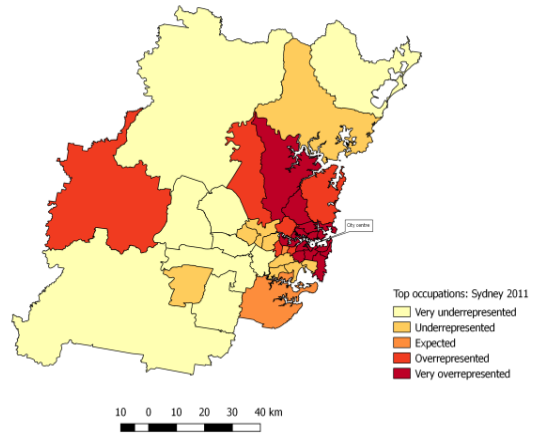 City centre
Top occupations: Sydney 2011
Very underrepresented
Underrepresented
Expected
Overrepresented
Very overrepresented
10 0 10 20 30 40 km